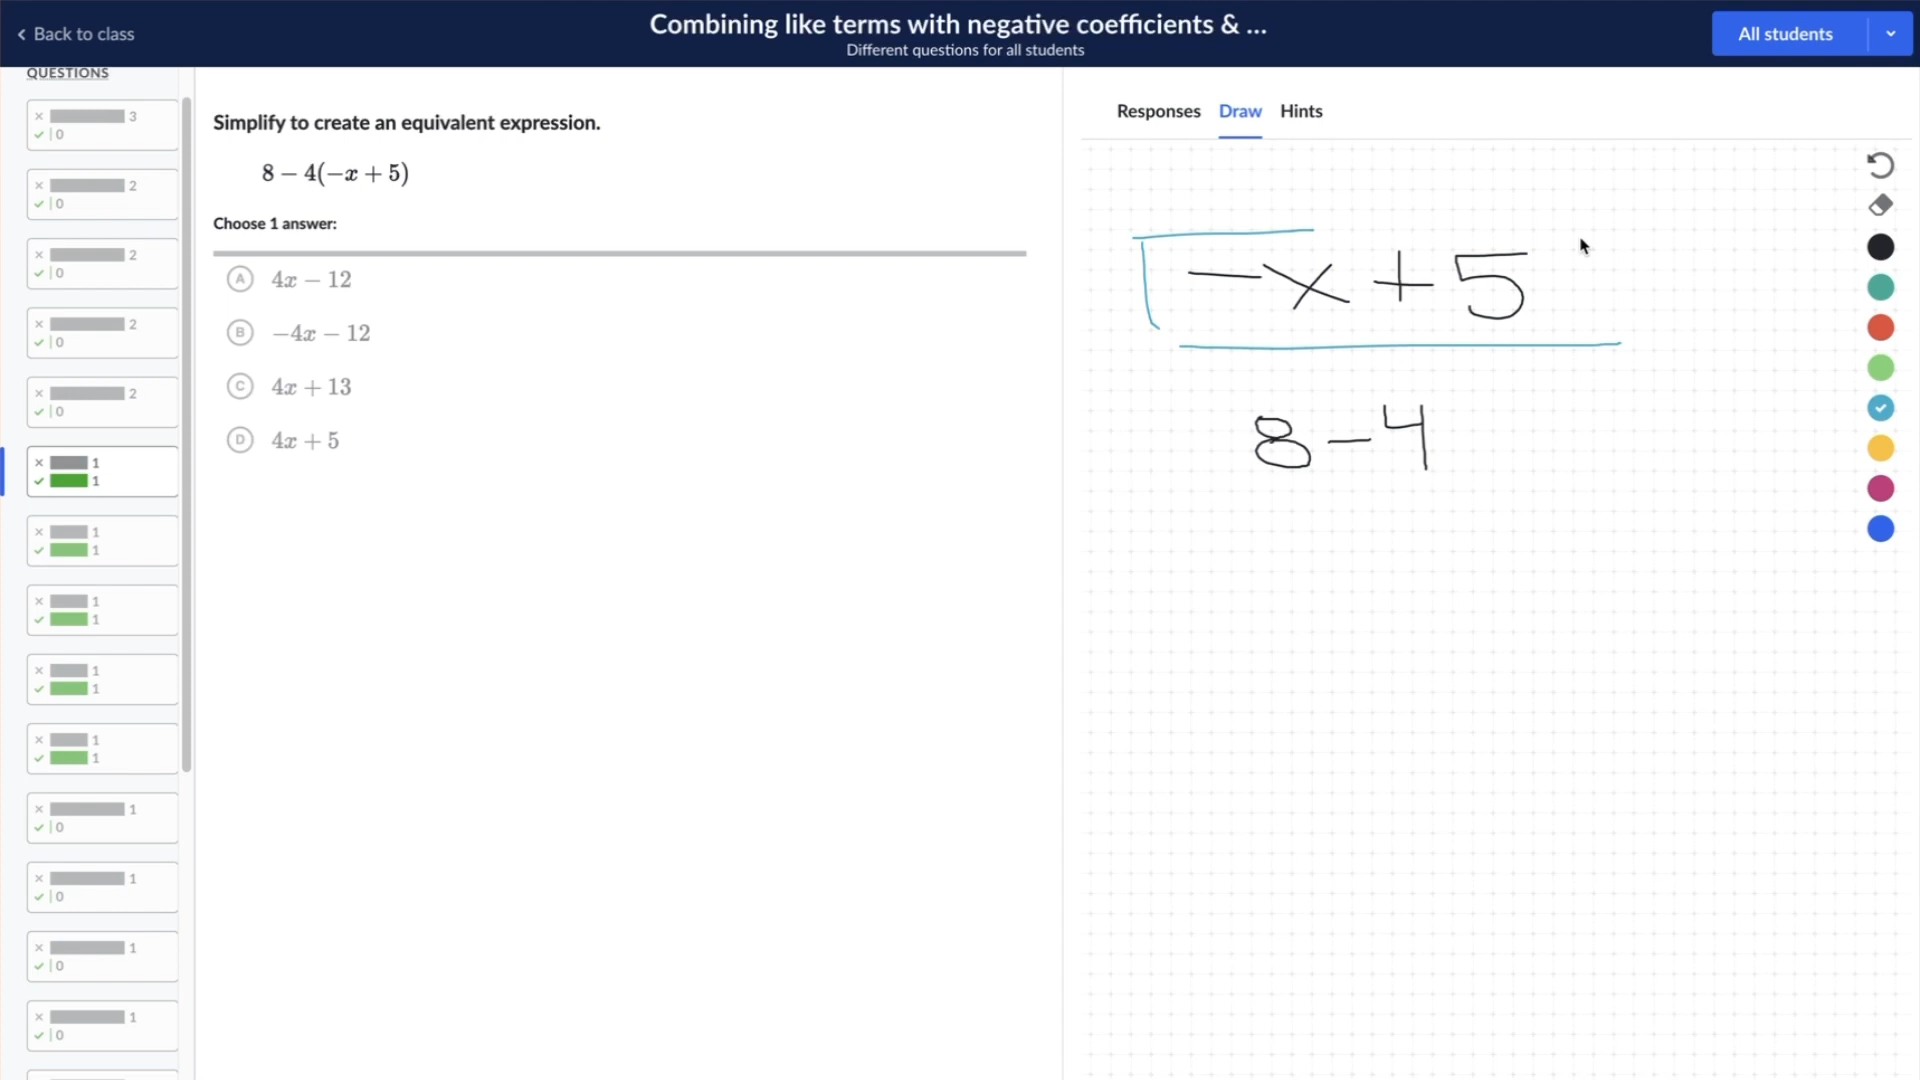 Back to class
Combining like terms with negative coefficients & ...
Different questions for all students
All students
QUESTIONS
3
0
2
0
2
0
2
0
2
0
1
1
1
1
1
1
1
1
1
1
1
0
1
0
1
0
1
0
Simplify to create an equivalent expression.
8 − 4(−x + 5)
Choose 1 answer:
A 4x − 12
B −4x − 12
C 4x + 13
D 4x + 5
Responses Draw Hints
−x + 5
8 − 4